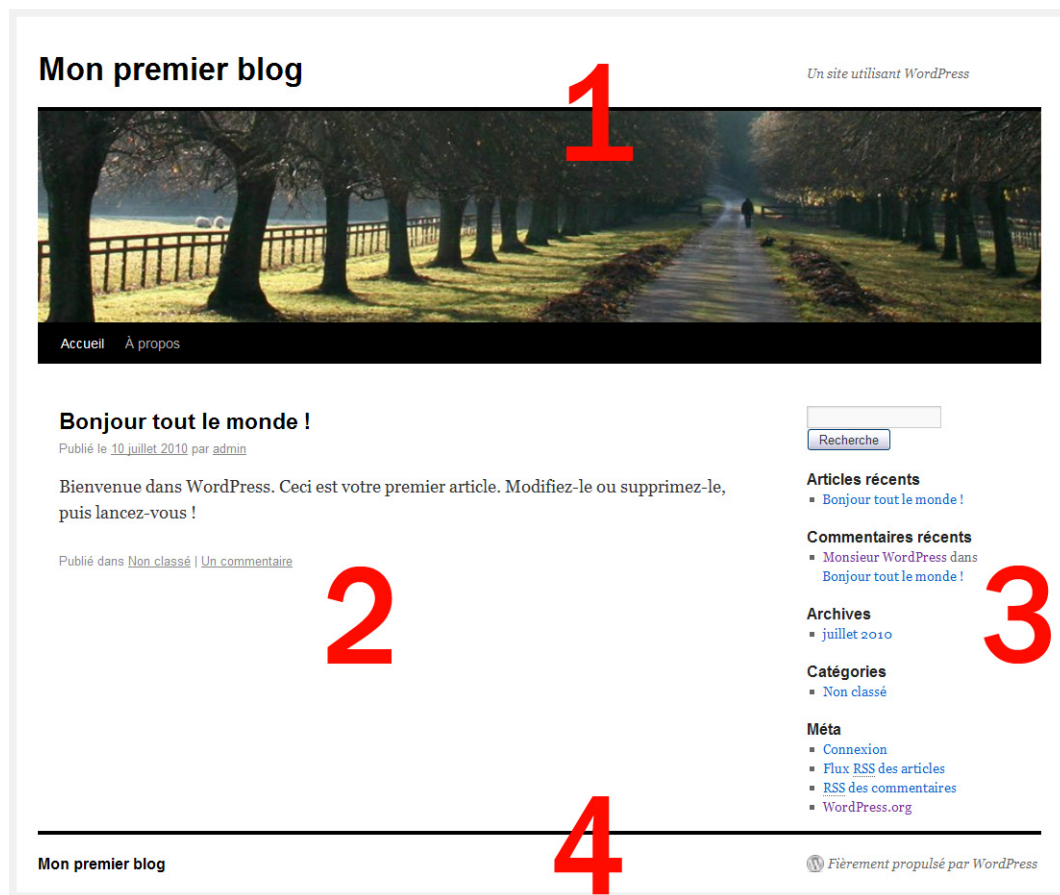 Mon premier blog
Un site utilisant WordPress
1
Accueil À propos
Bonjour tout le monde !
Publié le 10 juillet 2010 par admin
Bienvenue dans WordPress. Ceci est votre premier article. Modifiez-le ou supprimez-le,
puis lancez-vous !
Publié dans Non classé | Un commentaire
2
Recherche
Articles récents
Bonjour tout le monde !
Commentaires récents
Monsieur WordPress dans
Bonjour tout le monde !
Archives
juillet 2010
Catégories
Non classé
Méta
Connexion
Flux RSS des articles
RSS des commentaires
WordPress.org
3
4
Mon premier blog
Fièrement propulsé par WordPress